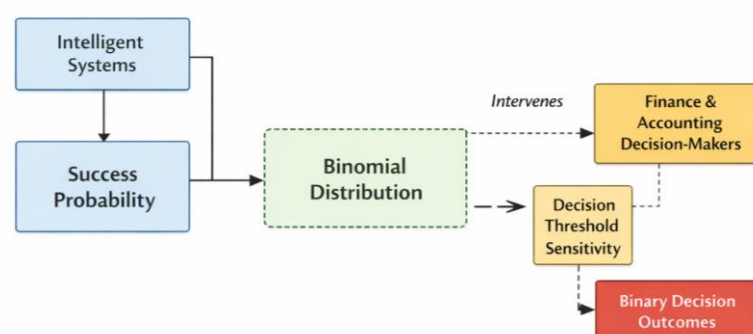 Intelligent
Systems
Success
Probability
Binomial
Distribution
Intervenes
Finance &
Accounting
Decision-Makers
Decision
Threshold
Sensitivity
Binary Decision
Outcomes